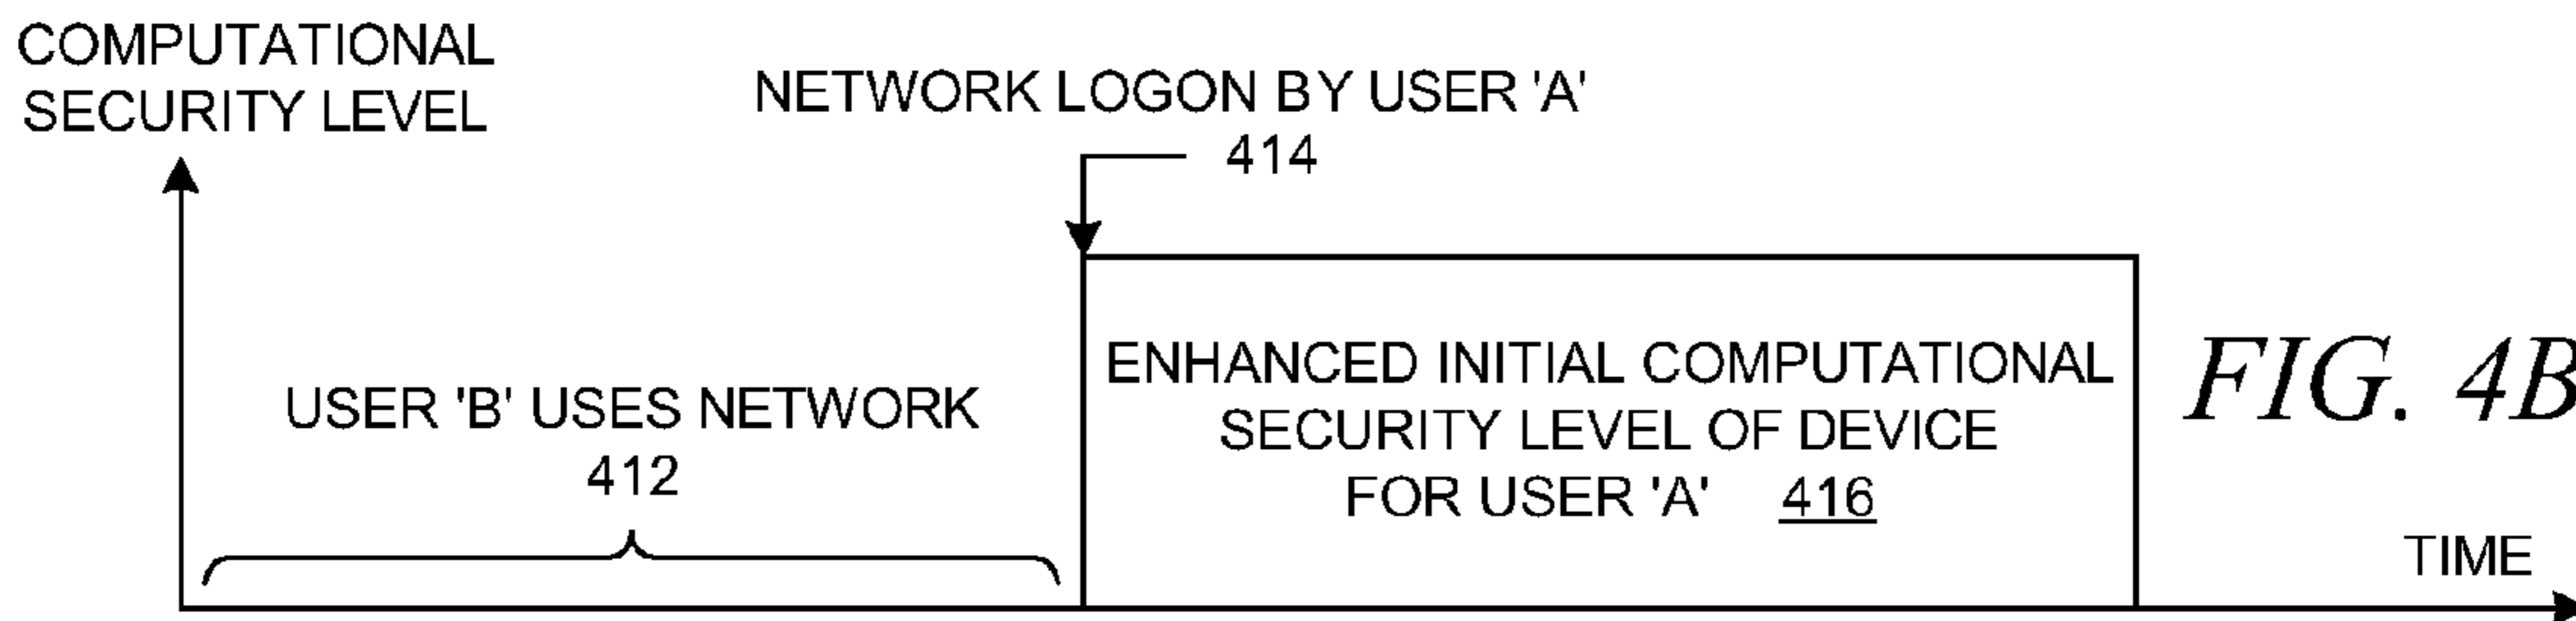 COMPUTATIONAL
SECURITY LEVEL
NETWORK LOGON BY USER 'A'
414
USER 'B' USES NETWORK
412
ENHANCED INITIAL COMPUTATIONAL
SECURITY LEVEL OF DEVICE
FOR USER 'A' 416
FIG. 4B
TIME